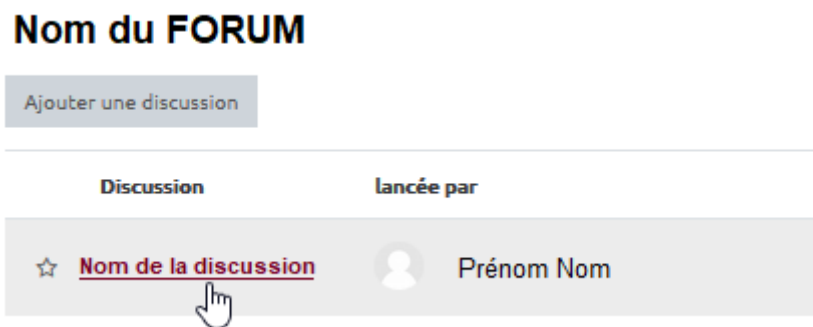 Nom du FORUM
Ajouter une discussion
Discussion lancée par
Nom de la discussion Prénom Nom